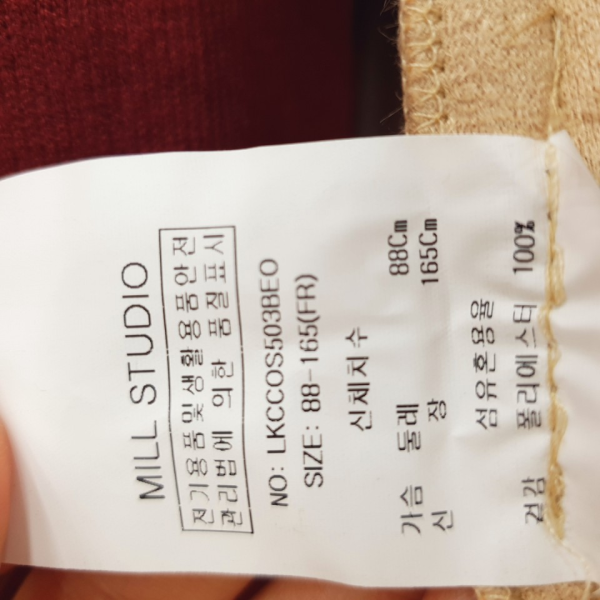 MILL STUDIO
전기용품및생활용품안전
관리법에 의한 품질표시
NO: LKCCOS503BEO
SIZE: 88-165(FR)
신체치수
가슴 둘레 88Cm
신 장 165Cm
섬유혼용율
겉감 폴리에스터 100%